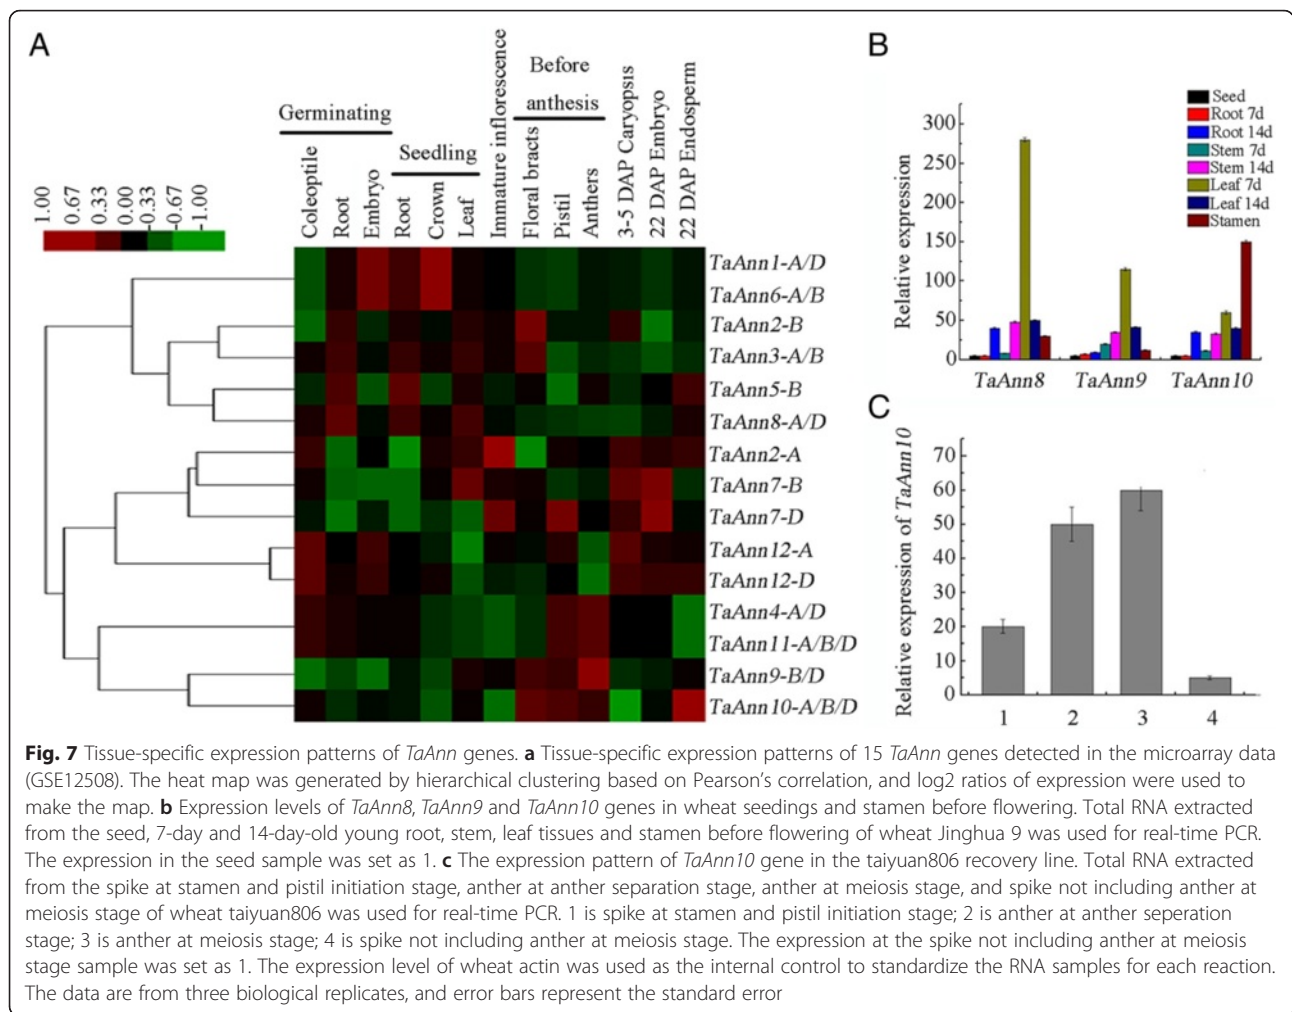 A
Germinating
Seedling
Before
anthesis
Coleoptile
Root
Embryo
Root
Crown
Leaf
Immature inflorescence
Floral bracts
Pistil
Anthers
3-5 DAP Caryopsis
22 DAP Embryo
22 DAP Endosperm
1.00
0.67
0.33
0.00
-0.33
-0.67
-1.00
TaAnn1-A/D
TaAnn6-A/B
TaAnn2-B
TaAnn3-A/B
TaAnn5-B
TaAnn8-A/D
TaAnn2-A
TaAnn7-B
TaAnn7-D
TaAnn12-A
TaAnn12-D
TaAnn4-A/D
TaAnn11-A/B/D
TaAnn9-B/D
TaAnn10-A/B/D
B
Relative expression
300
250
200
150
100
50
0
Seed
Root 7d
Root 14d
Stem 7d
Stem 14d
Leaf 7d
Leaf 14d
Stamen
TaAnn8 TaAnn9 TaAnn10
C
Relative expression of TaAnn10
70
60
50
40
30
20
10
0
1 2 3 4
Fig. 7 Tissue-specific expression patterns of TaAnn genes. a Tissue-specific expression patterns of 15 TaAnn genes detected in the microarray data
(GSE12508). The heat map was generated by hierarchical clustering based on Pearson's correlation, and log2 ratios of expression were used to
make the map. b Expression levels of TaAnn8, TaAnn9 and TaAnn10 genes in wheat seedings and stamen before flowering. Total RNA extracted
from the seed, 7-day and 14-day-old young root, stem, leaf tissues and stamen before flowering of wheat Jinghua 9 was used for real-time PCR.
The expression in the seed sample was set as 1. c The expression pattern of TaAnn10 gene in the taiyuan806 recovery line. Total RNA extracted
from the spike at stamen and pistil initiation stage, anther at anther separation stage, anther at meiosis stage, and spike not including anther at
meiosis stage of wheat taiyuan806 was used for real-time PCR. 1 is spike at stamen and pistil initiation stage; 2 is anther at anther seperation
stage; 3 is anther at meiosis stage; 4 is spike not including anther at meiosis stage. The expression at the spike not including anther at meiosis
stage sample was set as 1. The expression level of wheat actin was used as the internal control to standardize the RNA samples for each reaction.
The data are from three biological replicates, and error bars represent the standard error